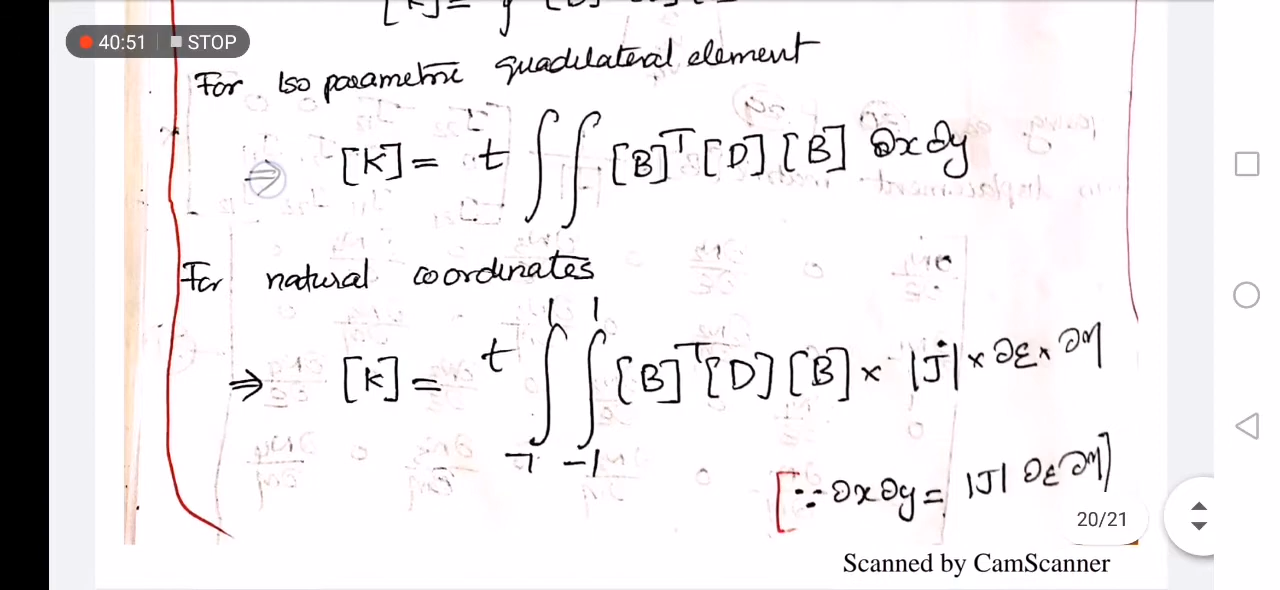 40:51 STOP
For Iso parametric quadilateral element
⇒ [K] = t ∫∫ [B]ᵀ [D] [B] ∂x ∂y
For natural coordinates
⇒ [K] = t ∫₋₁¹ ∫₋₁¹ [B]ᵀ [D] [B] × |J| × ∂ε × ∂η
[∵ ∂x ∂y = |J| ∂ε ∂η]
20/21
Scanned by CamScanner